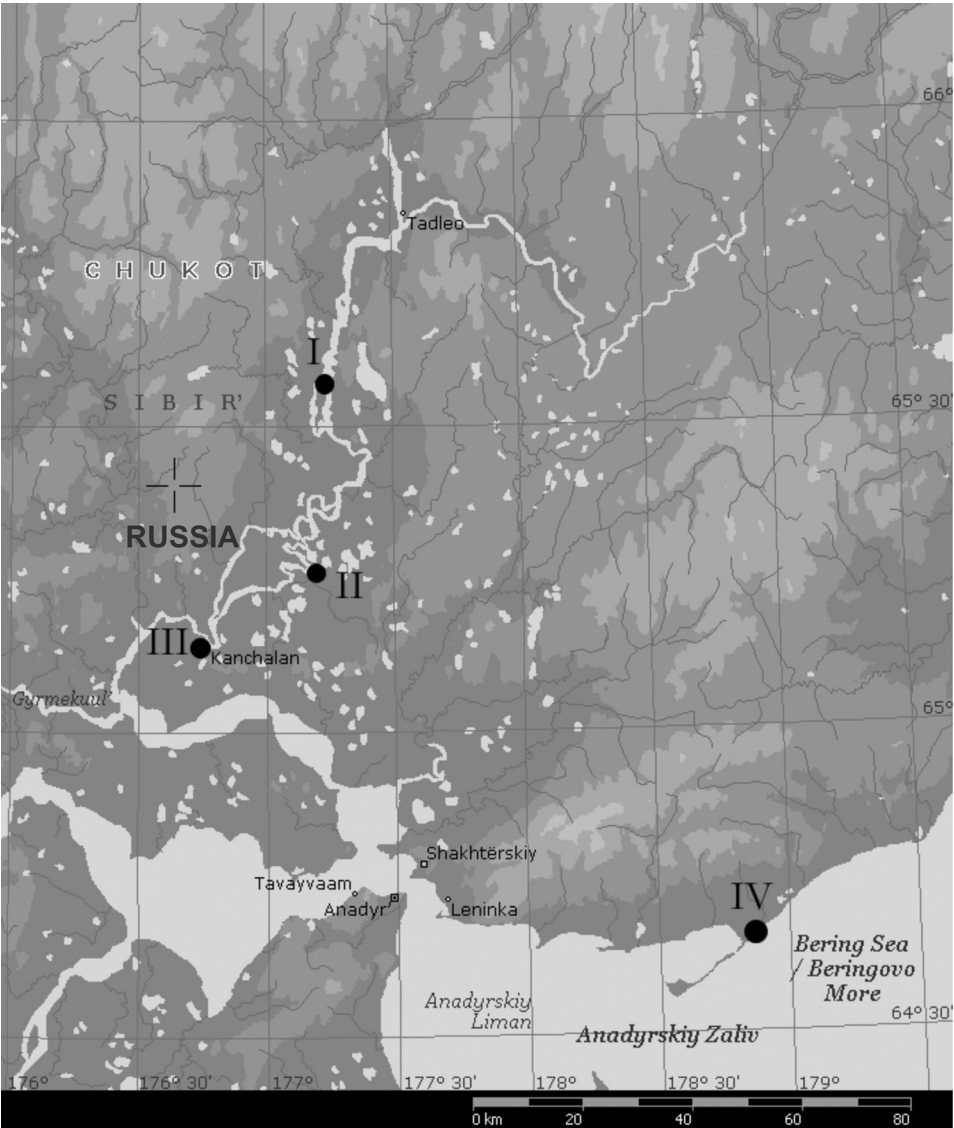 66°
Tadleo
CHUKOT
I
SIBIR'
65° 30'
RUSSIA
II
III
Kanchalan
Gyrmekuul'
65°
Shakhtërskiy
Tavayvaam
IV
Anadyr'
Leninka
Bering Sea
/ Beringovo
More
Anadyrskiy
Liman
64° 30'
Anadyrskiy Zaliv
176° 176° 30' 177° 177° 30' 178° 178° 30' 179°
0 km 20 40 60 80